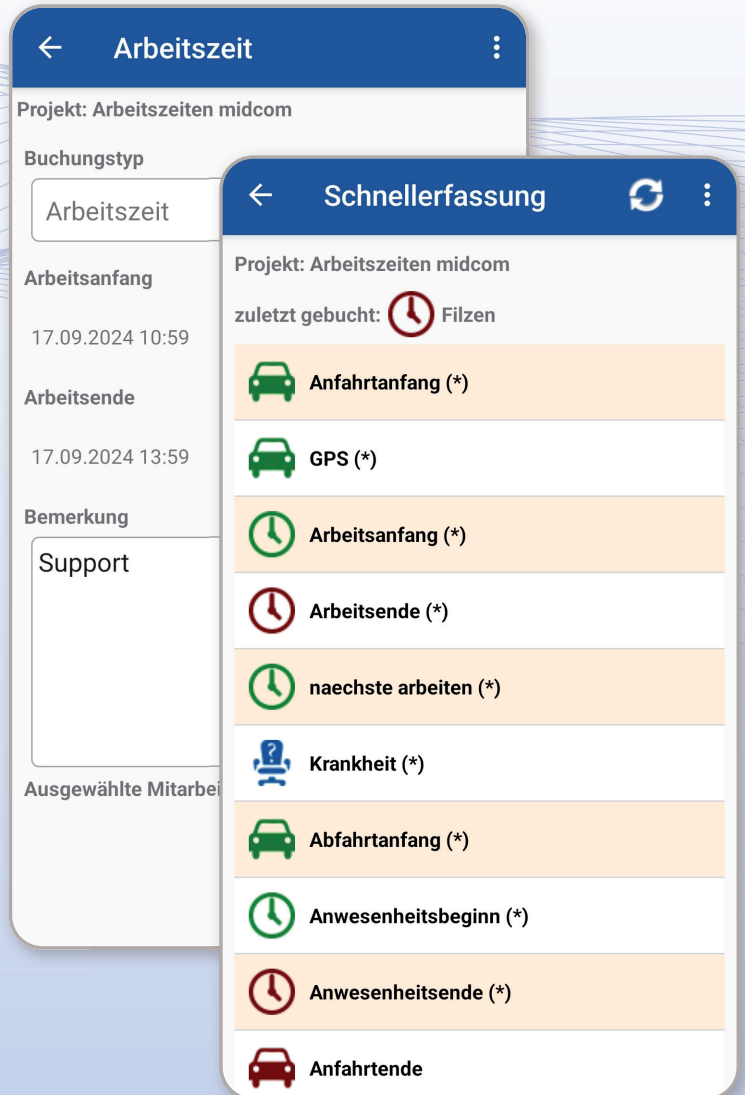 Arbeitszeit
Projekt: Arbeitszeiten midcom
Buchungstyp
Arbeitszeit
Arbeitsanfang
17.09.2024 10:59
Arbeitsende
17.09.2024 13:59
Bemerkung
Support
Ausgewählte
Schnellerfassung
Projekt: Arbeitszeiten midcom
zuletzt gebucht: Filzen
Anfahrtanfang (*)
GPS (*)
Arbeitsanfang (*)
Arbeitsende (*)
naechste arbeiten (*)
Krankheit (*)
Abfahrtanfang (*)
Anwesenheitsbeginn (*)
Anwesenheitsende (*)
Anfahrtende